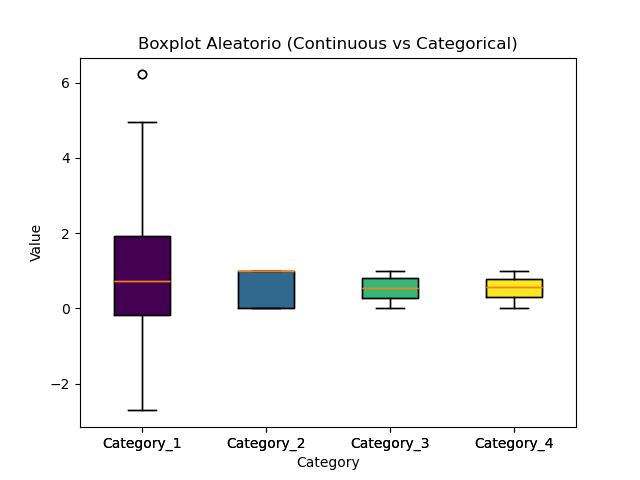 Boxplot Aleatorio (Continuous vs Categorical)
6
4
2
0
−2
Value
Category_1 Category_2 Category_3 Category_4
Category